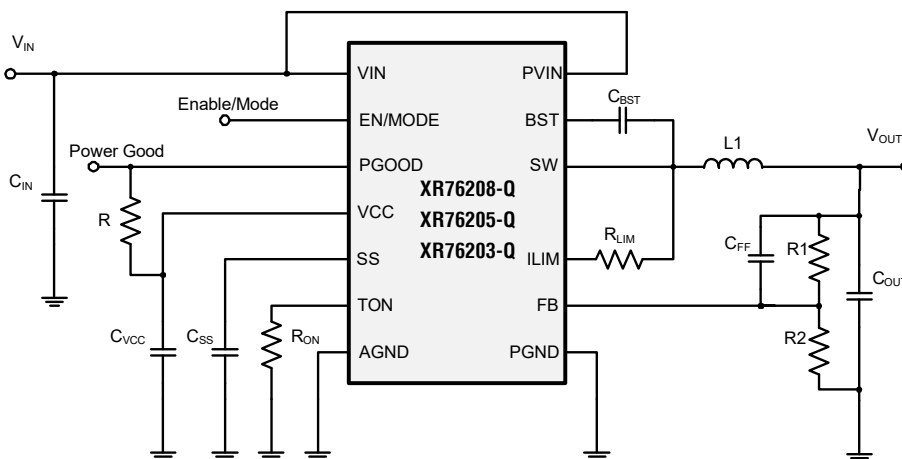 V_IN
Enable/Mode
Power Good
C_IN
R
C_VCC
C_SS
R_ON
VIN
EN/MODE
PGOOD
VCC
SS
TON
AGND
XR76208-Q
XR76205-Q
XR76203-Q
PVIN
BST
SW
ILIM
FB
PGND
C_BST
L1
V_OUT
R_LIM
C_FF
R1
C_OUT
R2